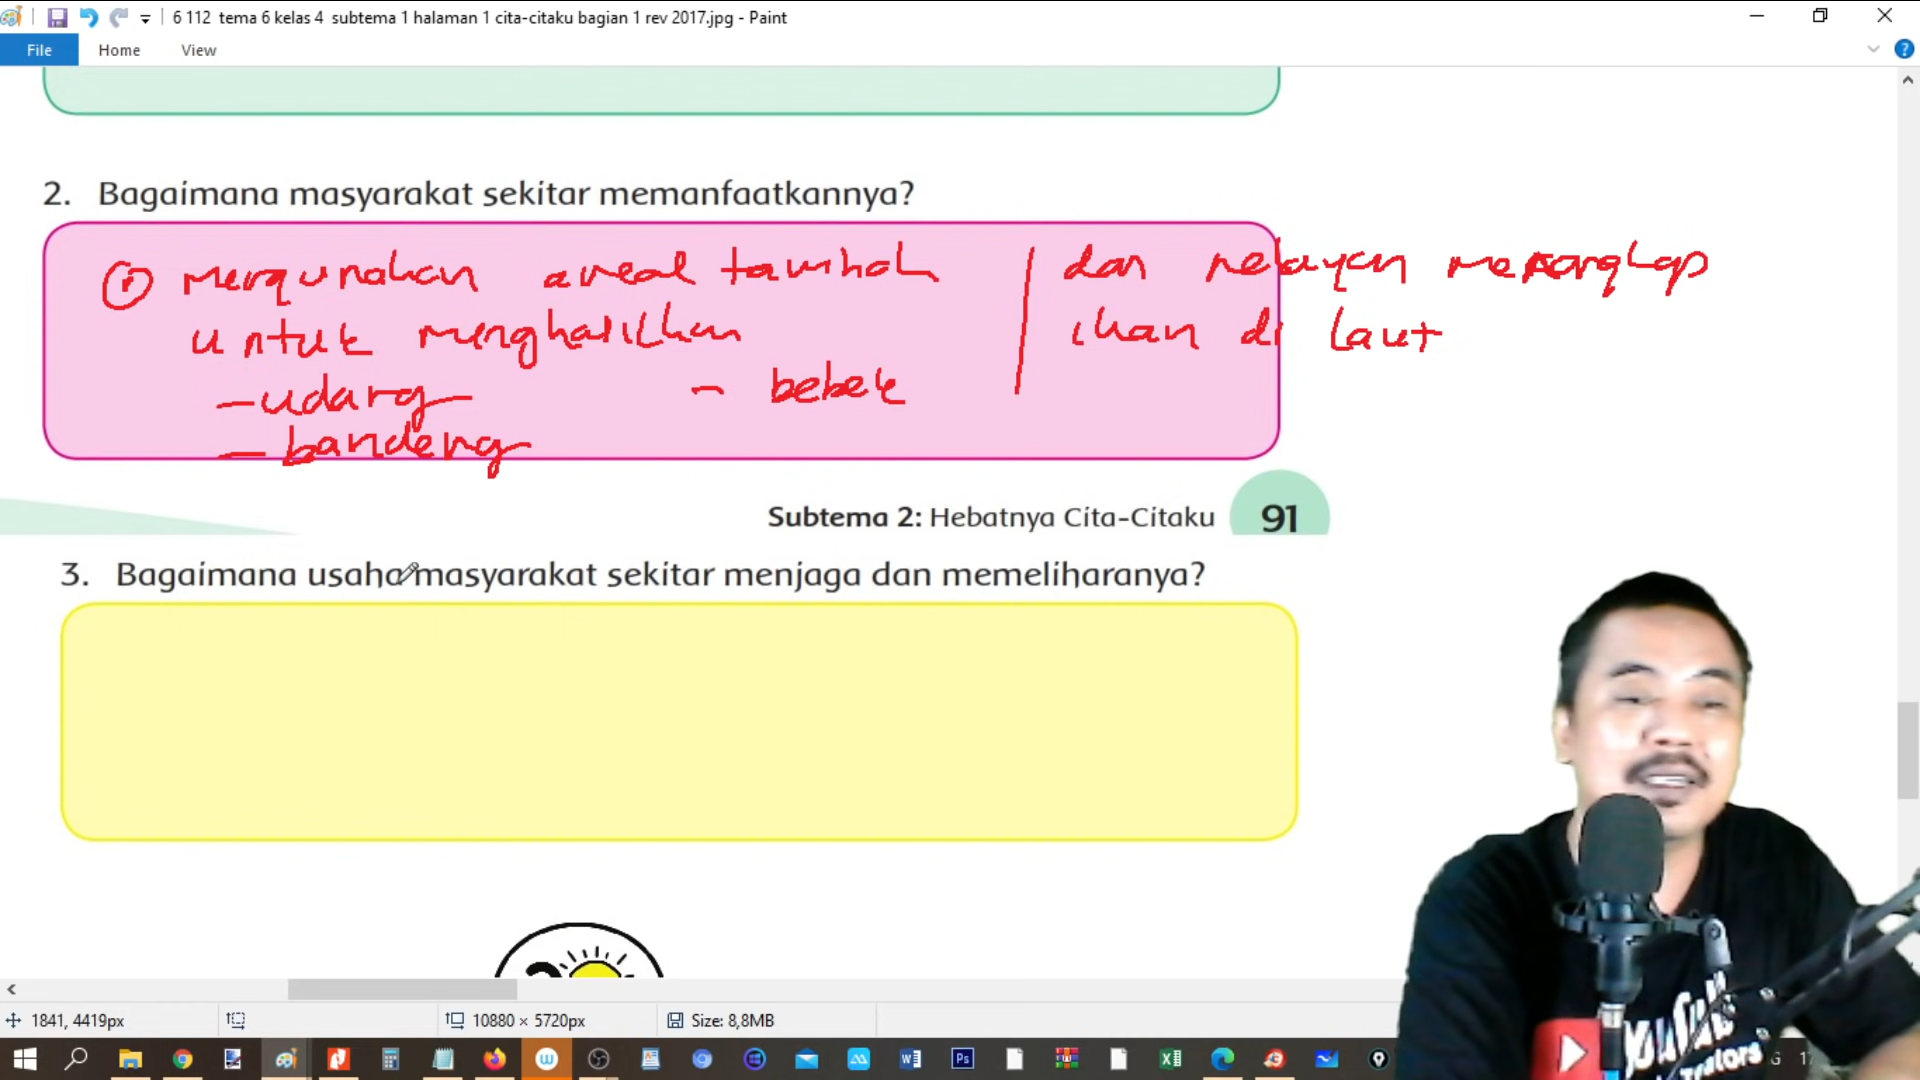 6 112 tema 6 kelas 4 subtema 1 halaman 1 cita-citaku bagian 1 rev 2017.jpg - Paint
File Home View
2. Bagaimana masyarakat sekitar memanfaatkannya?
menggunakan areal tambak
untuk menghasilkan
- udang - bebek
- bandeng
dan nelayan menangkap
ikan di laut
Subtema 2: Hebatnya Cita-Citaku 91
3. Bagaimana usaha masyarakat sekitar menjaga dan memeliharanya?
1841, 4419px 10880 × 5720px Size: 8,8MB